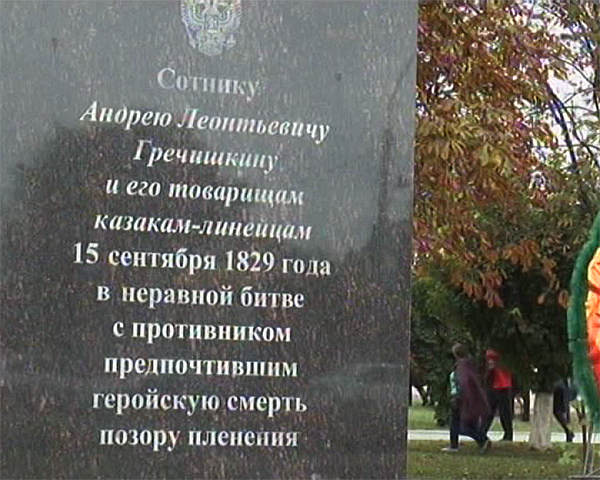 Сотнику
Андрею Леонтьевичу
Гречишкину
и его товарищам
казакам-линейцам
15 сентября 1829 года
в неравной битве
с противником
предпочтившим
геройскую смерть
позору пленения